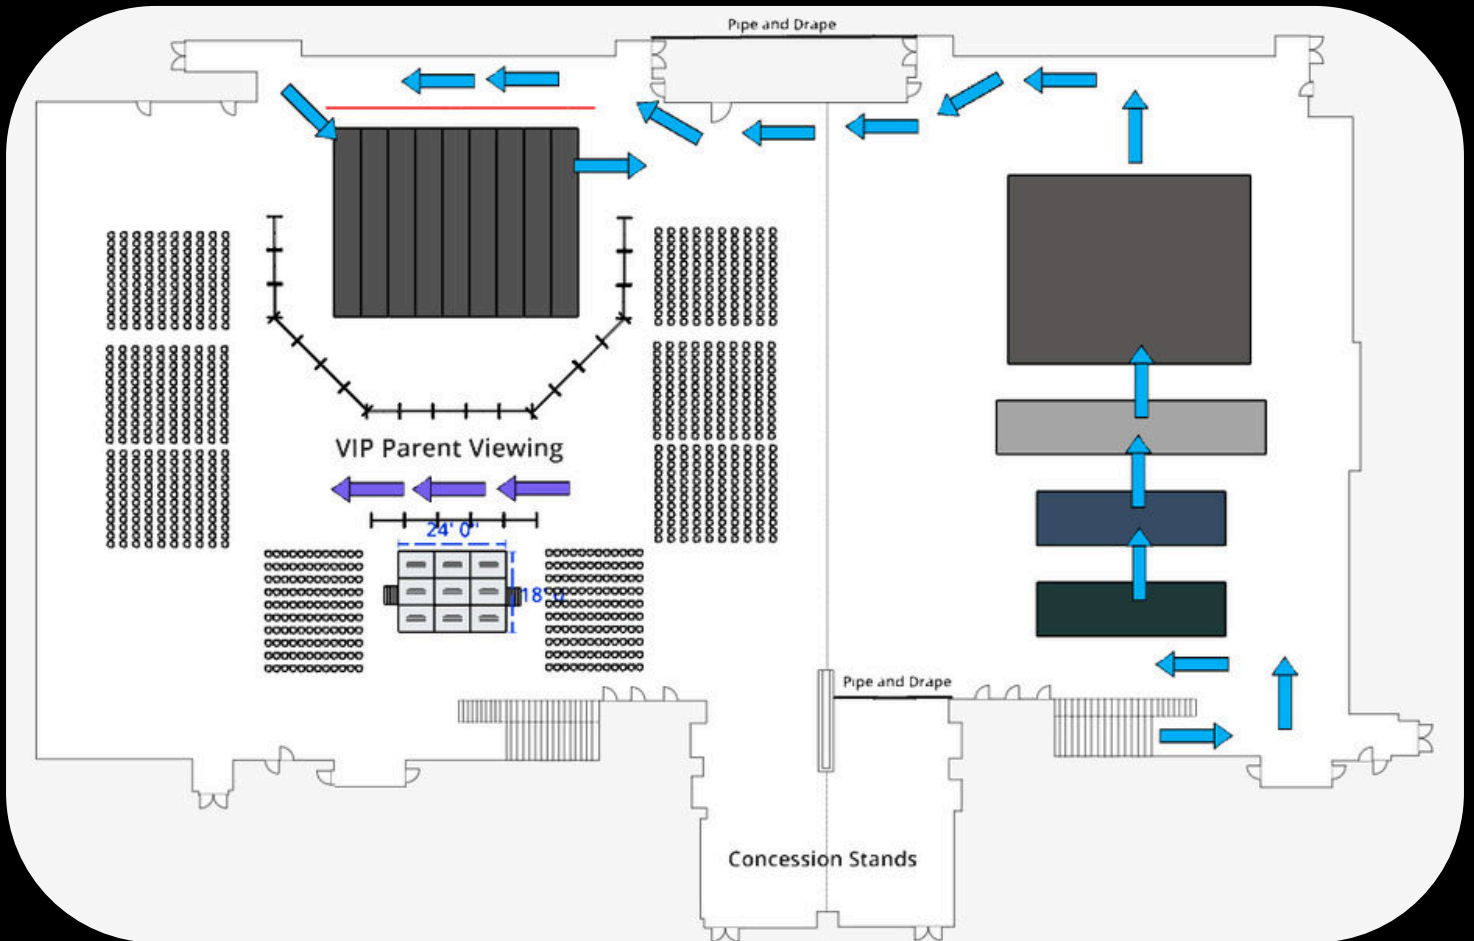 Pipe and Drape
VIP Parent Viewing
24' 0"
18' 0"
Pipe and Drape
Concession Stands